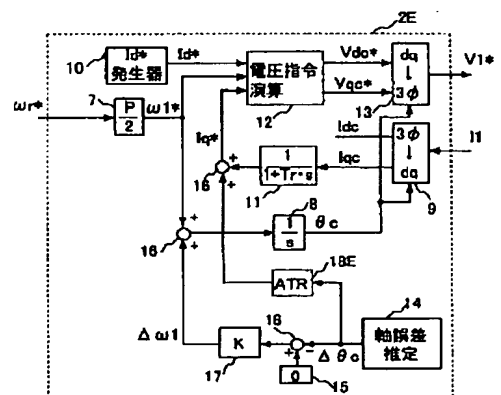 2E
Id*
発生器
10
Id*
電圧指令
演算
12
Vdc*
Vqc*
dq
↓
3φ
13
V1*
ωr*
7
P
2
ω1*
Iq*
Idc
Iqc
3φ
↓
dq
9
I1
16
1
1+Tr・s
11
8
1
s
θc
16
ATR
18E
14
軸誤差
推定
Δω1
K
17
16
Δθc
0
15